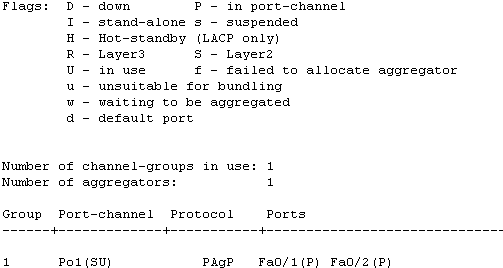 Flags:  D - down        P - in port-channel
        I - stand-alone s - suspended
        H - Hot-standby (LACP only)
        R - Layer3      S - Layer2
        U - in use      f - failed to allocate aggregator
        u - unsuitable for bundling
        w - waiting to be aggregated
        d - default port
Number of channel-groups in use: 1
Number of aggregators:           1
Group  Port-channel  Protocol    Ports
------+-------------+-----------+--------------------------------
1      Po1(SU)           PAgP   Fa0/1(P) Fa0/2(P)